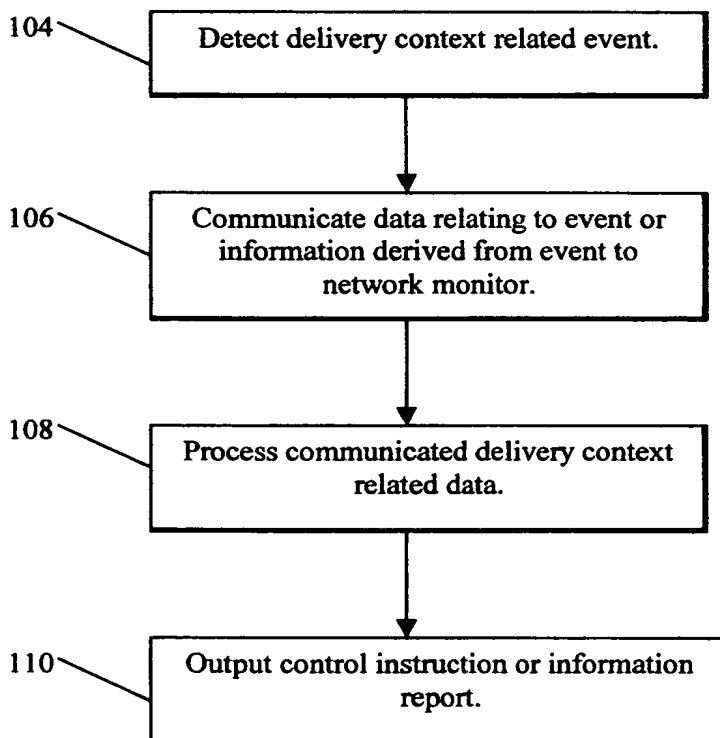 104
Detect delivery context related event.
106
Communicate data relating to event or
information derived from event to
network monitor.
108
Process communicated delivery context
related data.
110
Output control instruction or information
report.